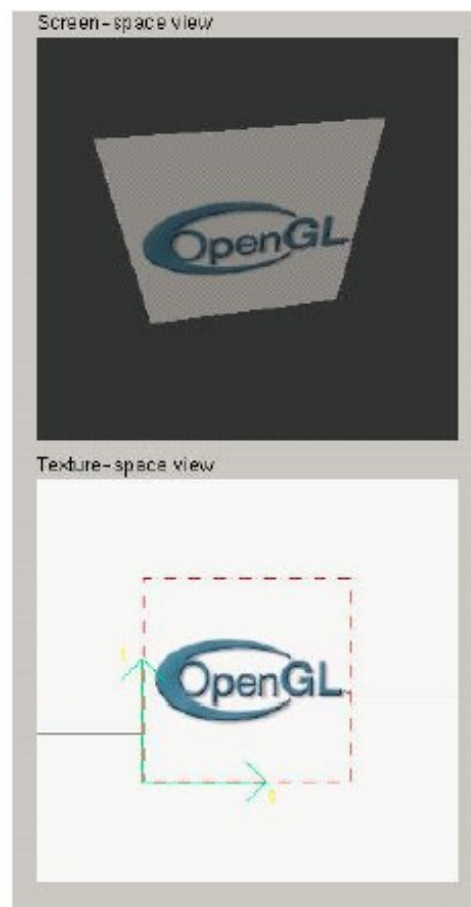 Screen-space view
OpenGL
Texture-space view
t
OpenGL
s